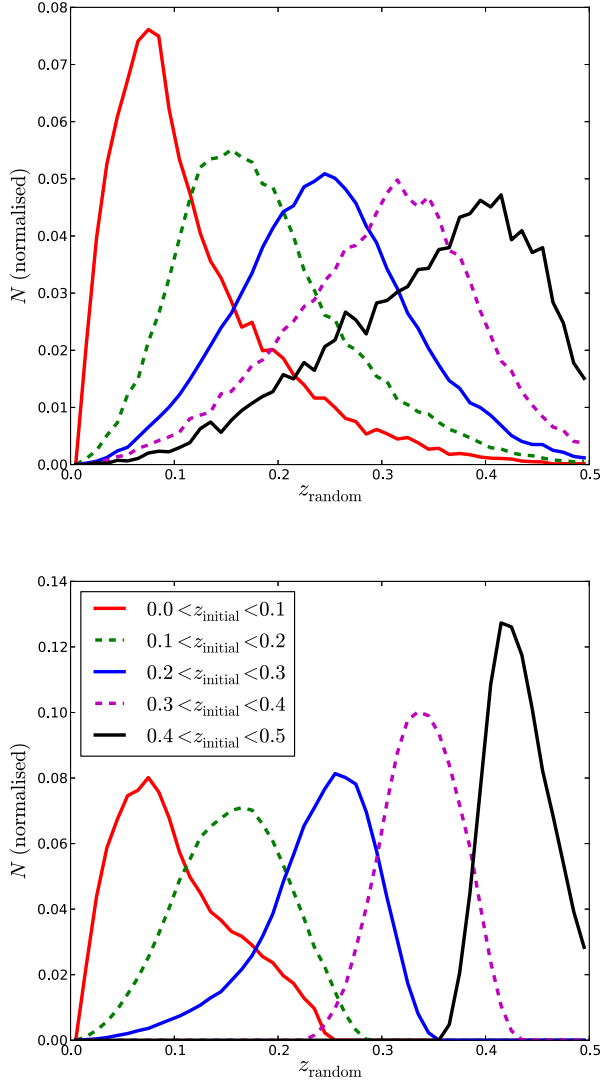 0.08
0.07
0.06
0.05
0.04
0.03
0.02
0.01
0.00
N (normalised)
0.0 0.1 0.2 0.3 0.4 0.5
z_random
0.14
0.12
0.10
0.08
0.06
0.04
0.02
0.00
N (normalised)
0.0 < z_initial < 0.1
0.1 < z_initial < 0.2
0.2 < z_initial < 0.3
0.3 < z_initial < 0.4
0.4 < z_initial < 0.5
0.0 0.1 0.2 0.3 0.4 0.5
z_random